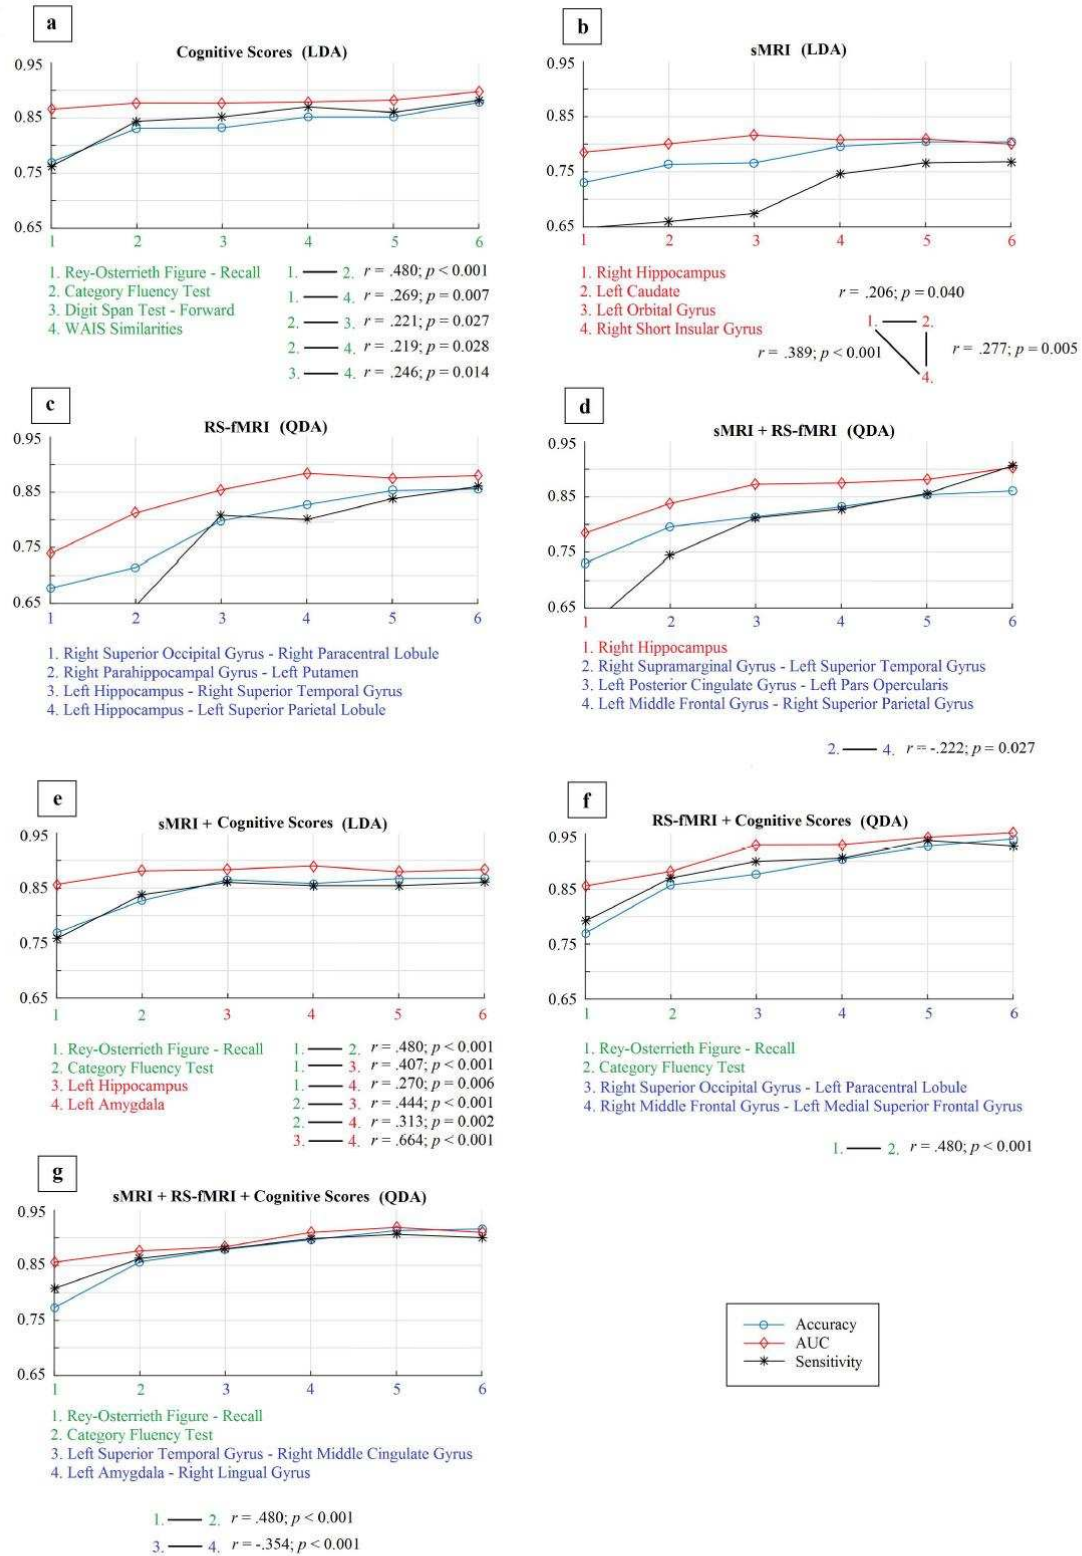 a
Cognitive Scores (LDA)
0.95
0.85
0.75
0.65
1 2 3 4 5 6
1. Rey-Osterrieth Figure - Recall
2. Category Fluency Test
3. Digit Span Test - Forward
4. WAIS Similarities
1. 2. r = .480; p < 0.001
1. 4. r = .269; p = 0.007
2. 3. r = .221; p = 0.027
2. 4. r = .219; p = 0.028
3. 4. r = .246; p = 0.014
b
sMRI (LDA)
0.95
0.85
0.75
0.65
1 2 3 4 5 6
1. Right Hippocampus
2. Left Caudate
3. Left Orbital Gyrus
4. Right Short Insular Gyrus
r = .206; p = 0.040
1. 2.
r = .389; p < 0.001
r = .277; p = 0.005
4.
c
RS-fMRI (QDA)
0.95
0.85
0.75
0.65
1 2 3 4 5 6
1. Right Superior Occipital Gyrus - Right Paracentral Lobule
2. Right Parahippocampal Gyrus - Left Putamen
3. Left Hippocampus - Right Superior Temporal Gyrus
4. Left Hippocampus - Left Superior Parietal Lobule
d
sMRI + RS-fMRI (QDA)
0.95
0.85
0.75
0.65
1 2 3 4 5 6
1. Right Hippocampus
2. Right Supramarginal Gyrus - Left Superior Temporal Gyrus
3. Left Posterior Cingulate Gyrus - Left Pars Opercularis
4. Left Middle Frontal Gyrus - Right Superior Parietal Gyrus
2. 4. r = -.222; p = 0.027
e
sMRI + Cognitive Scores (LDA)
0.95
0.85
0.75
0.65
1 2 3 4 5 6
1. Rey-Osterrieth Figure - Recall
2. Category Fluency Test
3. Left Hippocampus
4. Left Amygdala
1. 2. r = .480; p < 0.001
1. 3. r = .407; p < 0.001
1. 4. r = .270; p = 0.006
2. 3. r = .444; p < 0.001
2. 4. r = .313; p = 0.002
3. 4. r = .664; p < 0.001
f
RS-fMRI + Cognitive Scores (QDA)
0.95
0.85
0.75
0.65
1 2 3 4 5 6
1. Rey-Osterrieth Figure - Recall
2. Category Fluency Test
3. Right Superior Occipital Gyrus - Left Paracentral Lobule
4. Right Middle Frontal Gyrus - Left Medial Superior Frontal Gyrus
1. 2. r = .480; p < 0.001
g
sMRI + RS-fMRI + Cognitive Scores (QDA)
0.95
0.85
0.75
0.65
1 2 3 4 5 6
1. Rey-Osterrieth Figure - Recall
2. Category Fluency Test
3. Left Superior Temporal Gyrus - Right Middle Cingulate Gyrus
4. Left Amygdala - Right Lingual Gyrus
1. 2. r = .480; p < 0.001
3. 4. r = -.354; p < 0.001
Accuracy
AUC
Sensitivity